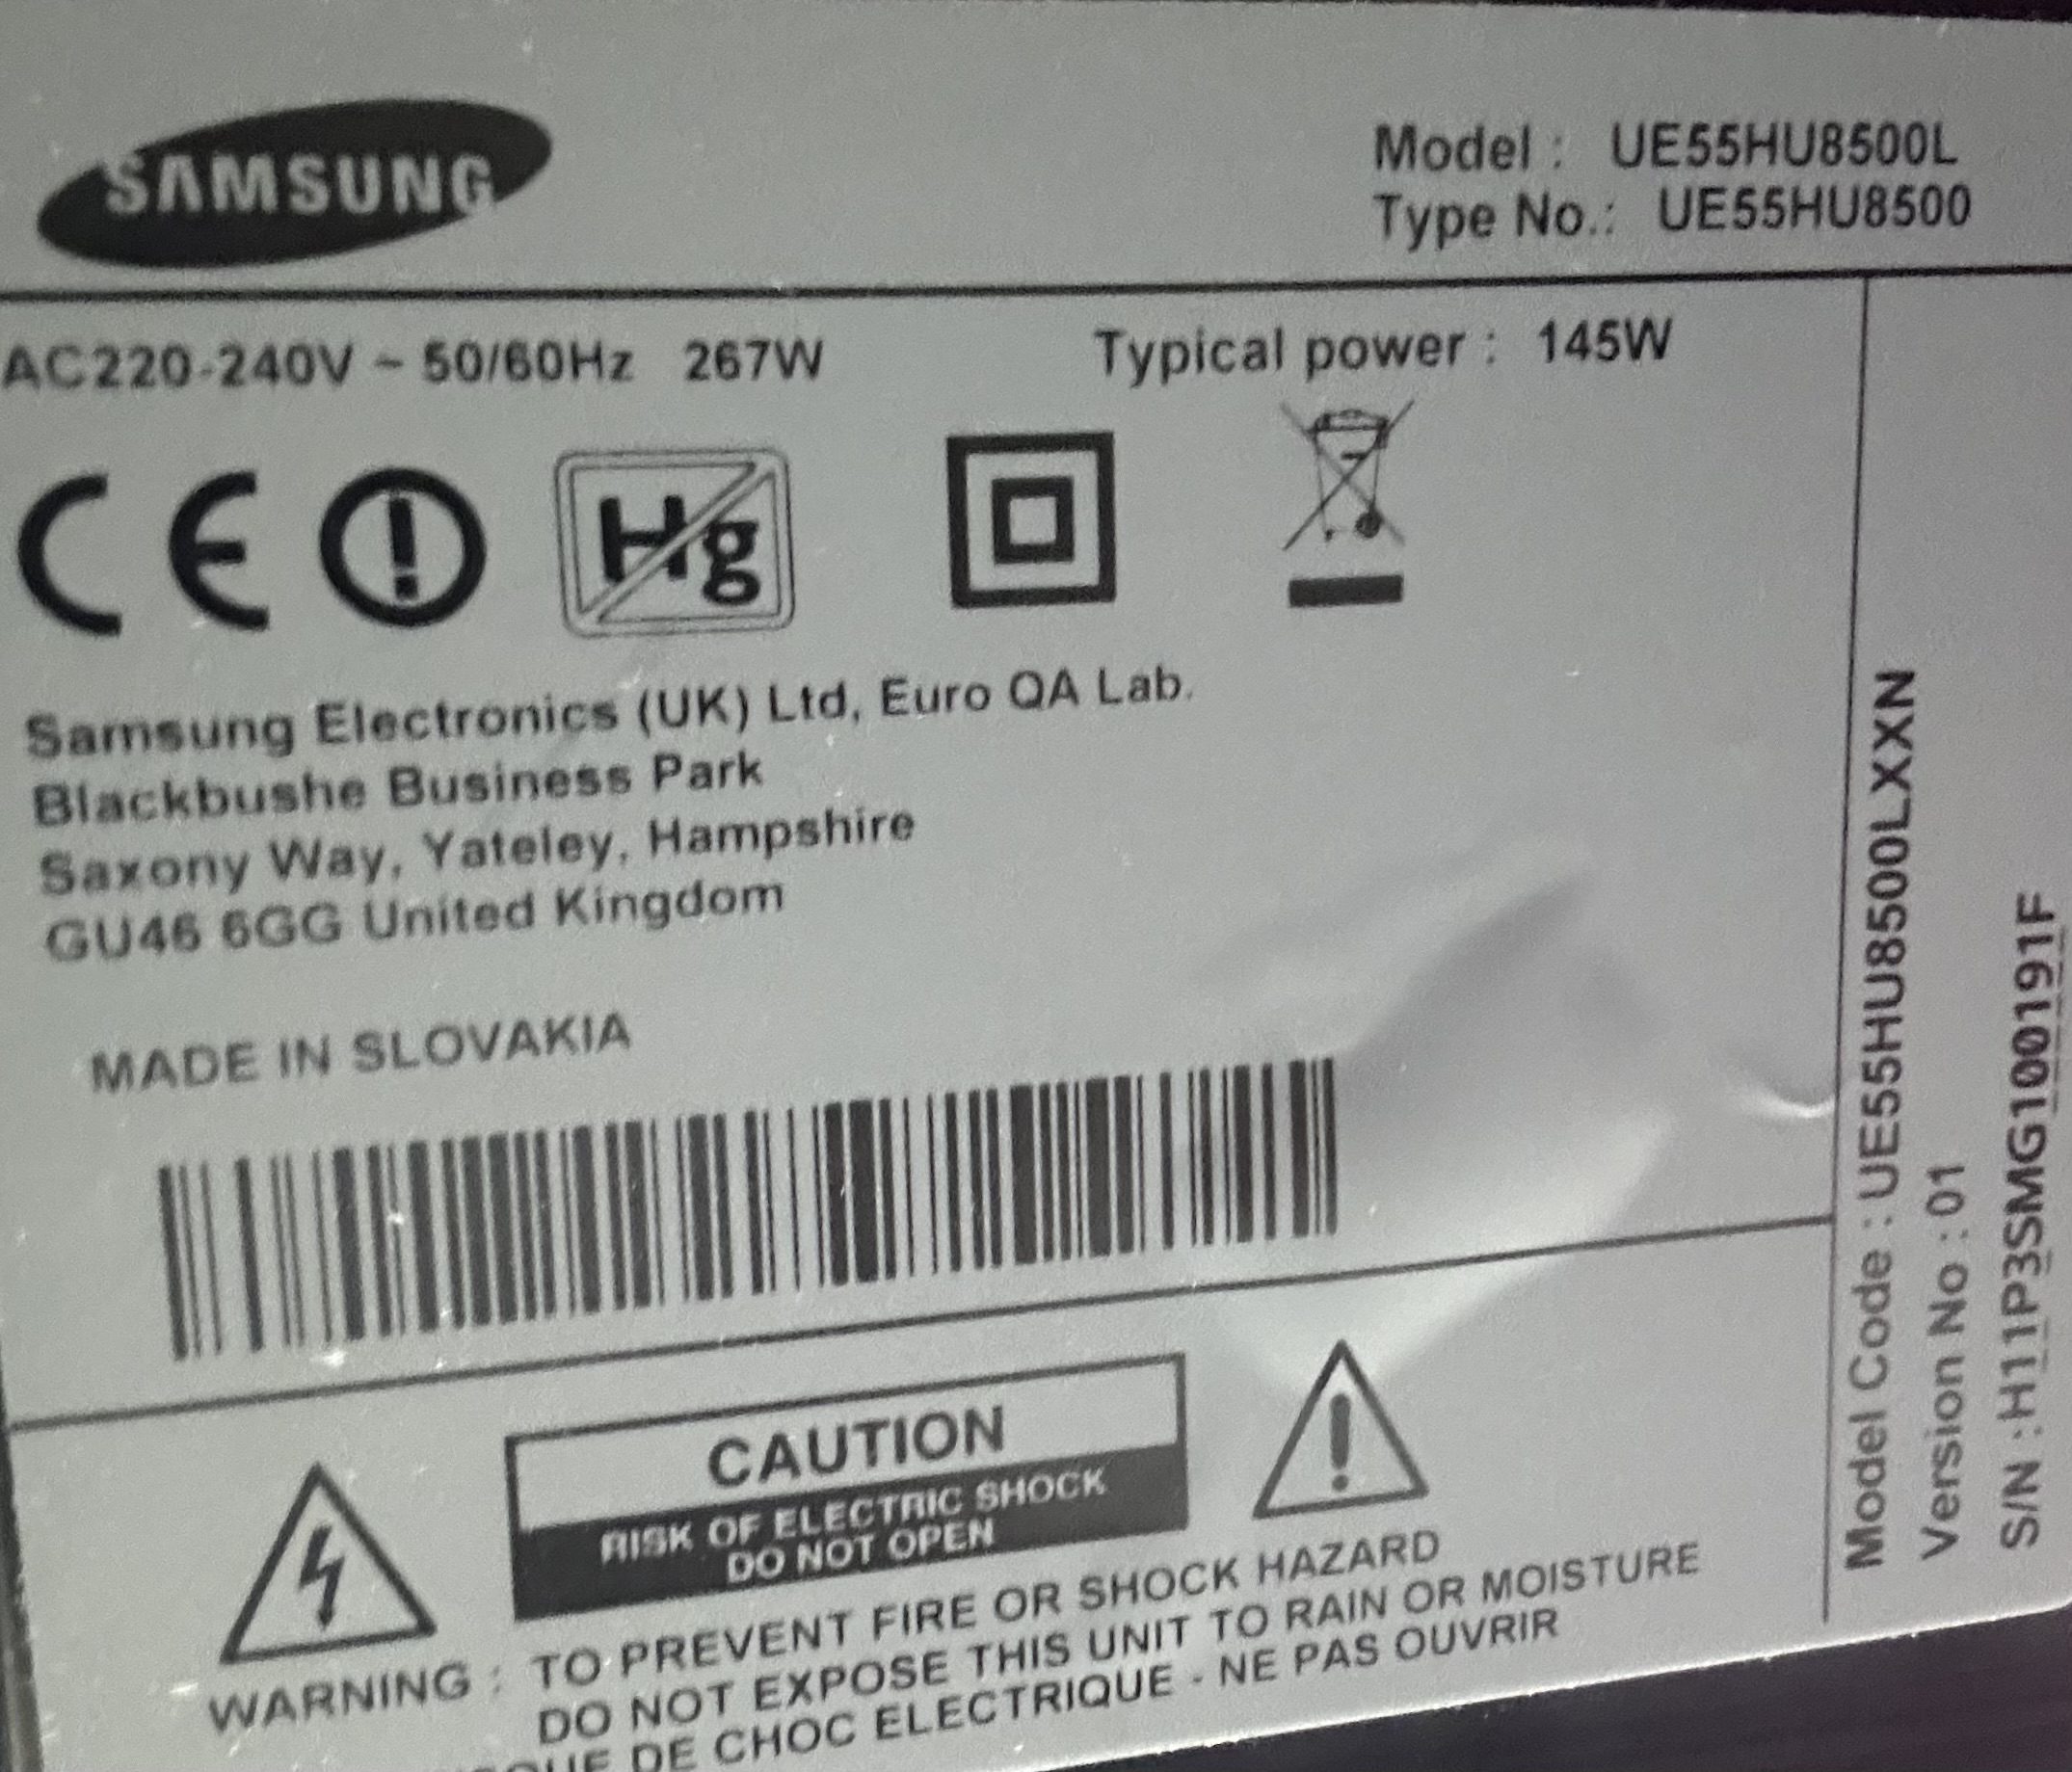 SAMSUNG
Model : UE55HU8500L
Type No.: UE55HU8500
AC220-240V ~ 50/60Hz 267W
Typical power : 145W
CE
Hg
Samsung Electronics (UK) Ltd, Euro QA Lab.
Blackbushe Business Park
Saxony Way, Yateley, Hampshire
GU46 6GG United Kingdom
MADE IN SLOVAKIA
CAUTION
RISK OF ELECTRIC SHOCK
DO NOT OPEN
WARNING : TO PREVENT FIRE OR SHOCK HAZARD
DO NOT EXPOSE THIS UNIT TO RAIN OR MOISTURE
DE CHOC ELECTRIQUE - NE PAS OUVRIR
Model Code : UE55HU8500LXXN
Version No : 01
S/N : H11P3SMG100191F